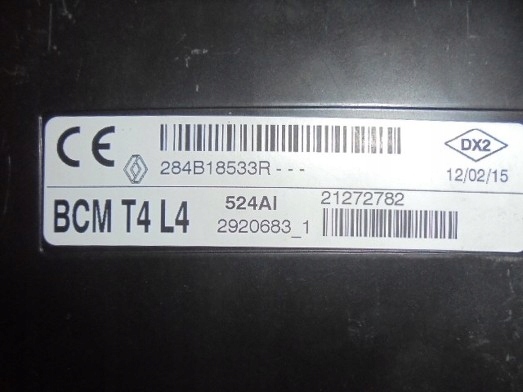 CE
284B18533R - - -
DX2
12/02/15
BCM T4 L4
524AI
21272782
2920683_1